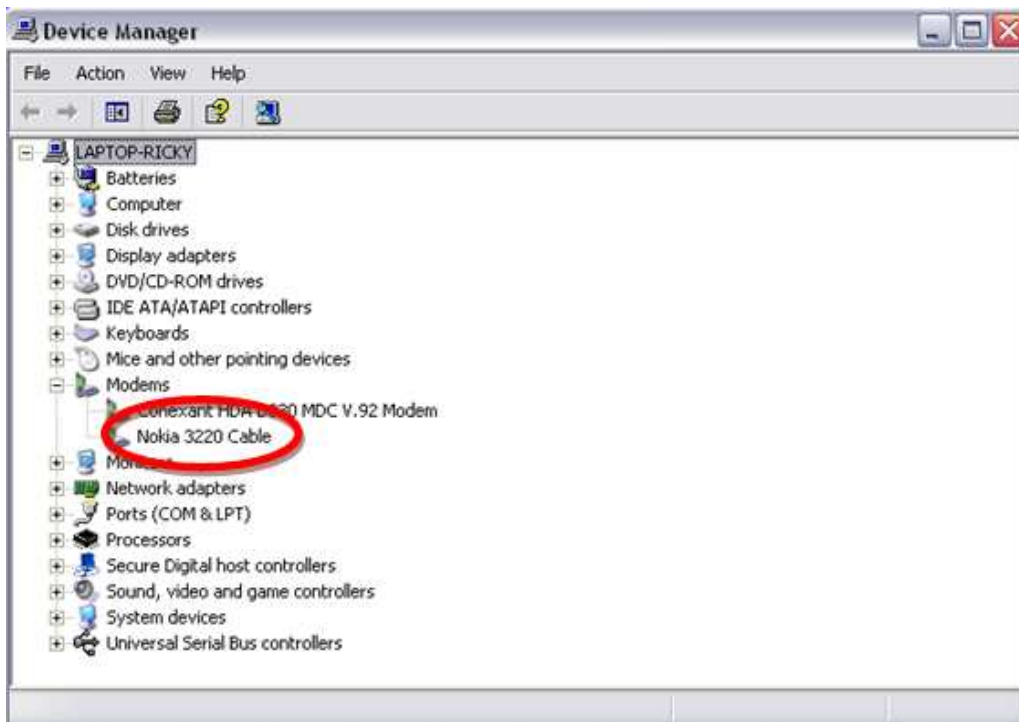 Device Manager
File Action View Help
LAPTOP-RICKY
Batteries
Computer
Disk drives
Display adapters
DVD/CD-ROM drives
IDE ATA/ATAPI controllers
Keyboards
Mice and other pointing devices
Modems
Conexant HDA MDC V.92 Modem
Nokia 3220 Cable
Network adapters
Ports (COM & LPT)
Processors
Secure Digital host controllers
Sound, video and game controllers
System devices
Universal Serial Bus controllers